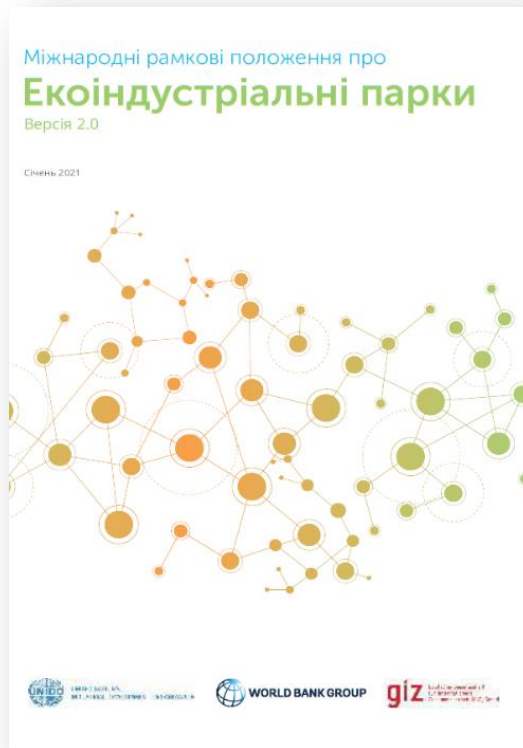 Міжнародні рамкові положення про
Екоіндустріальні парки
Версія 2.0
Січень 2021
UNIDO
WORLD BANK GROUP
giz